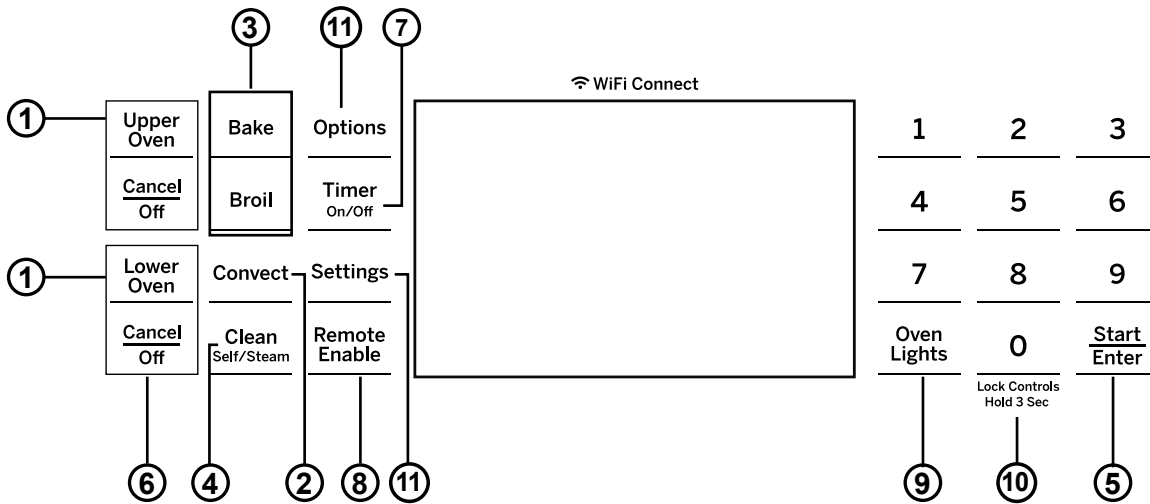 3
11
7
WiFi Connect
1
Upper
Oven
Bake
Options
1
2
3
Cancel
Off
Broil
Timer
On/Off
4
5
6
1
Lower
Oven
Convect
Settings
7
8
9
Cancel
Off
Clean
Self/Steam
Remote
Enable
Oven
Lights
0
Start
Enter
Lock Controls
Hold 3 Sec
6
4
2
8
11
9
10
5